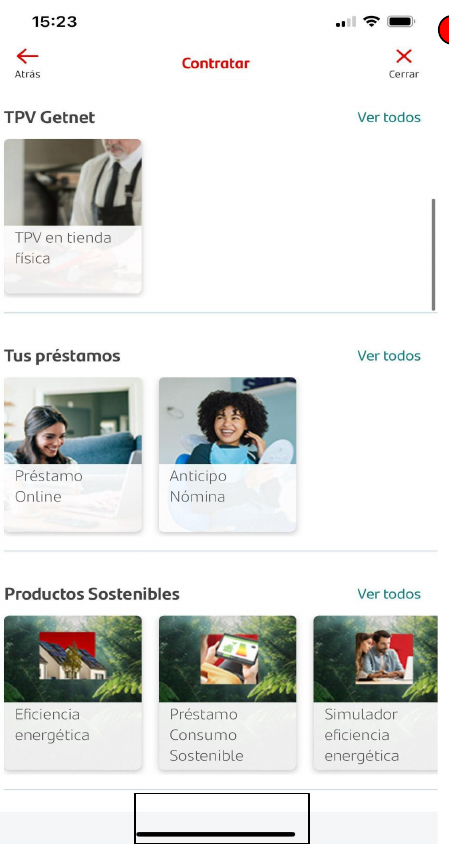 15:23
Atrás
Contratar
Cerrar
TPV Getnet
Ver todos
TPV en tienda
física
Tus préstamos
Ver todos
Préstamo
Online
Anticipo
Nómina
Productos Sostenibles
Ver todos
Eficiencia
energética
Préstamo
Consumo
Sostenible
Simulador
eficiencia
energética